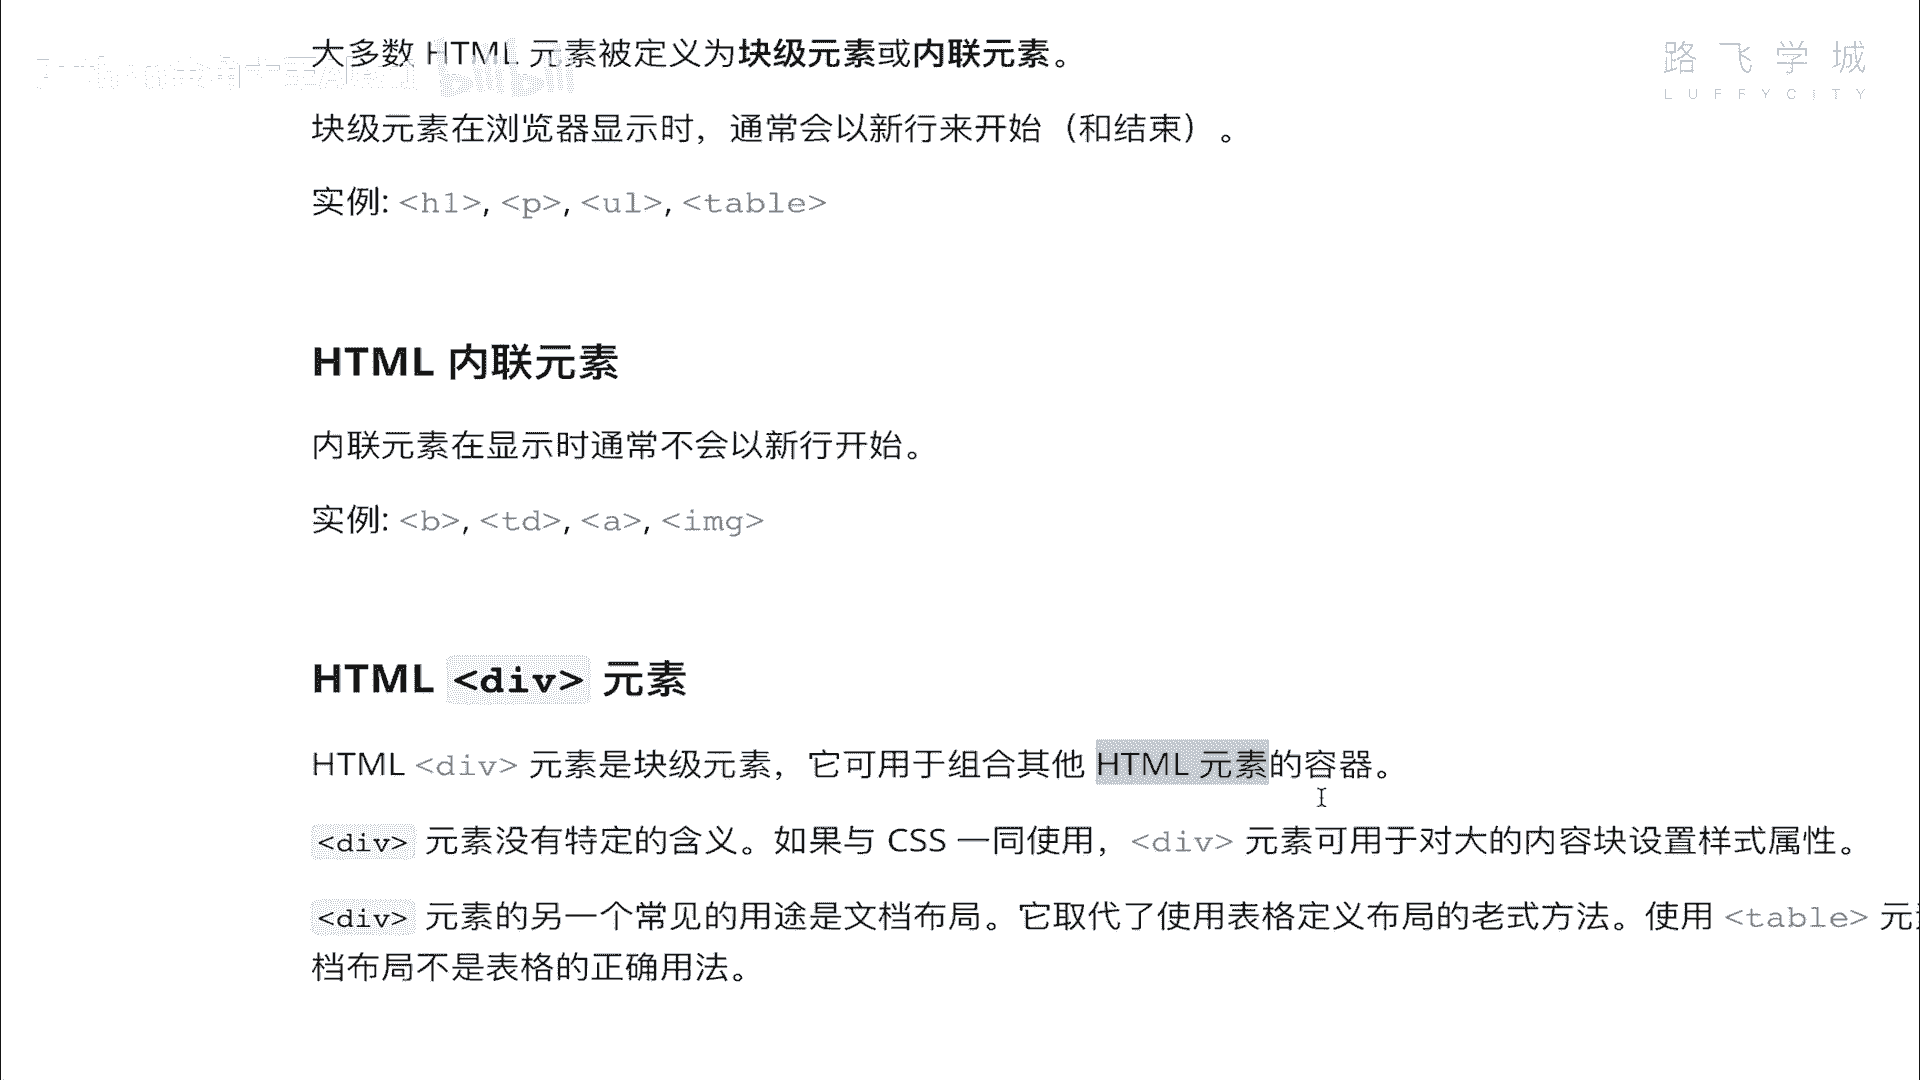 大多数 HTML 元素被定义为块级元素或内联元素。
路飞学城
LUFFYCITY
bilibili
块级元素在浏览器显示时，通常会以新行来开始（和结束）。
实例: <h1>, <p>, <ul>, <table>
HTML 内联元素
内联元素在显示时通常不会以新行开始。
实例: <b>, <td>, <a>, <img>
HTML <div> 元素
HTML <div> 元素是块级元素，它可用于组合其他 HTML 元素的容器。
<div> 元素没有特定的含义。如果与 CSS 一同使用，<div> 元素可用于对大的内容块设置样式属性。
<div> 元素的另一个常见的用途是文档布局。它取代了使用表格定义布局的老式方法。使用 <table> 元
档布局不是表格的正确用法。